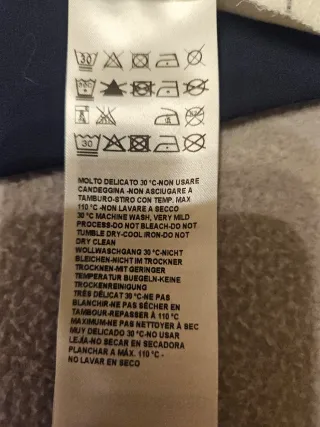 30
30
MOLTO DELICATO 30 °C-NON USARE
CANDEGGINA -NON ASCIUGARE A
TAMBURO-STIRO CON TEMP. MAX
110 °C -NON LAVARE A SECCO
30 °C MACHINE WASH, VERY MILD
PROCESS-DO NOT BLEACH-DO NOT
TUMBLE DRY-COOL IRON-DO NOT
DRY CLEAN
WOLLWASCHGANG 30 °C-NICHT
BLEICHEN-NICHT IM TROCKNER
TROCKNEN-MIT GERINGER
TEMPERATUR BUEGELN-KEINE
TROCKENREINIGUNG
TRÈS DÉLICAT 30 °C-NE PAS
BLANCHIR-NE PAS SÉCHER EN
TAMBOUR-REPASSER À 110 °C
MAXIMUM-NE PAS NETTOYER À SEC
MUY DELICADO 30 °C-NO USAR
LEJIA-NO SECAR EN SECADORA
PLANCHAR A MÁX. 110 °C -
NO LAVAR EN SECO